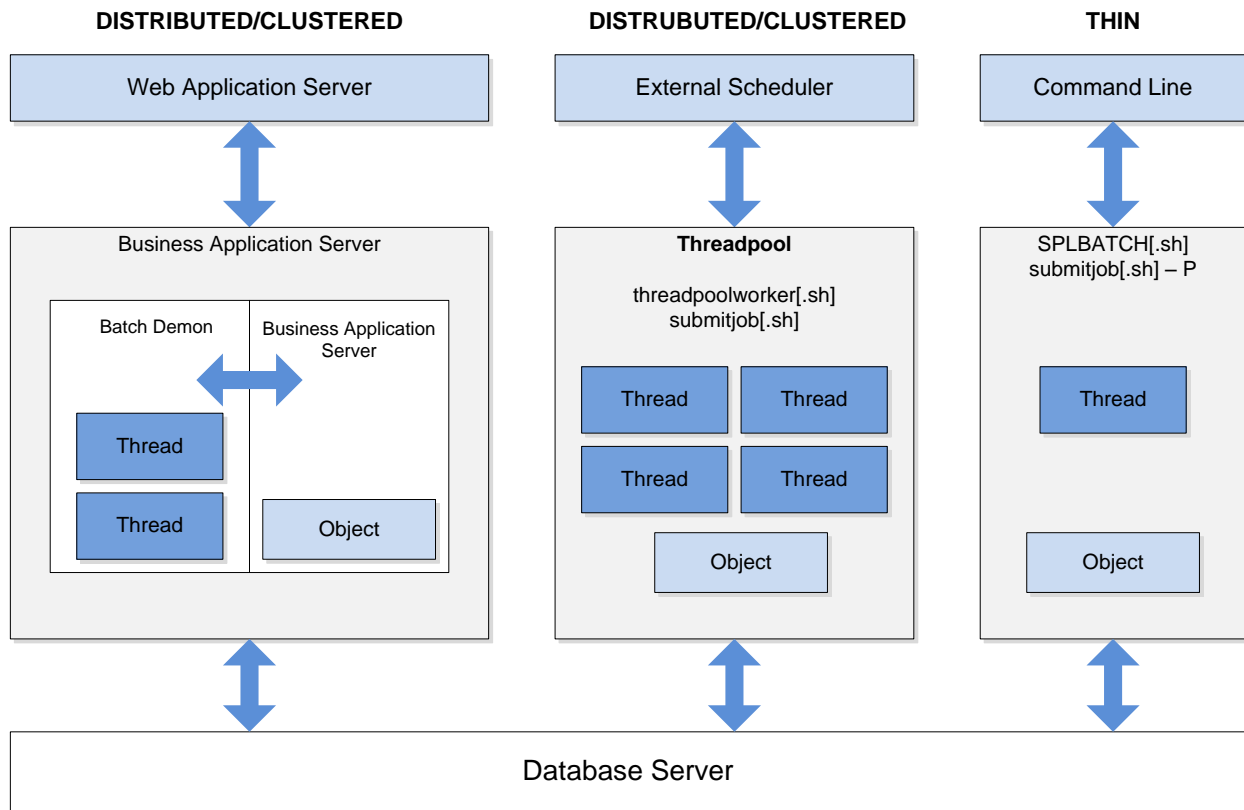 DISTRIBUTED/CLUSTERED
DISTRUBUTED/CLUSTERED
THIN
Web Application Server
External Scheduler
Command Line
Business Application Server
Batch Demon
Business Application
Server
Thread
Thread
Object
Threadpool
threadpoolworker[.sh]
submitjob[.sh]
Thread
Thread
Thread
Thread
Object
SPLBATCH[.sh]
submitjob[.sh] – P
Thread
Object
Database Server